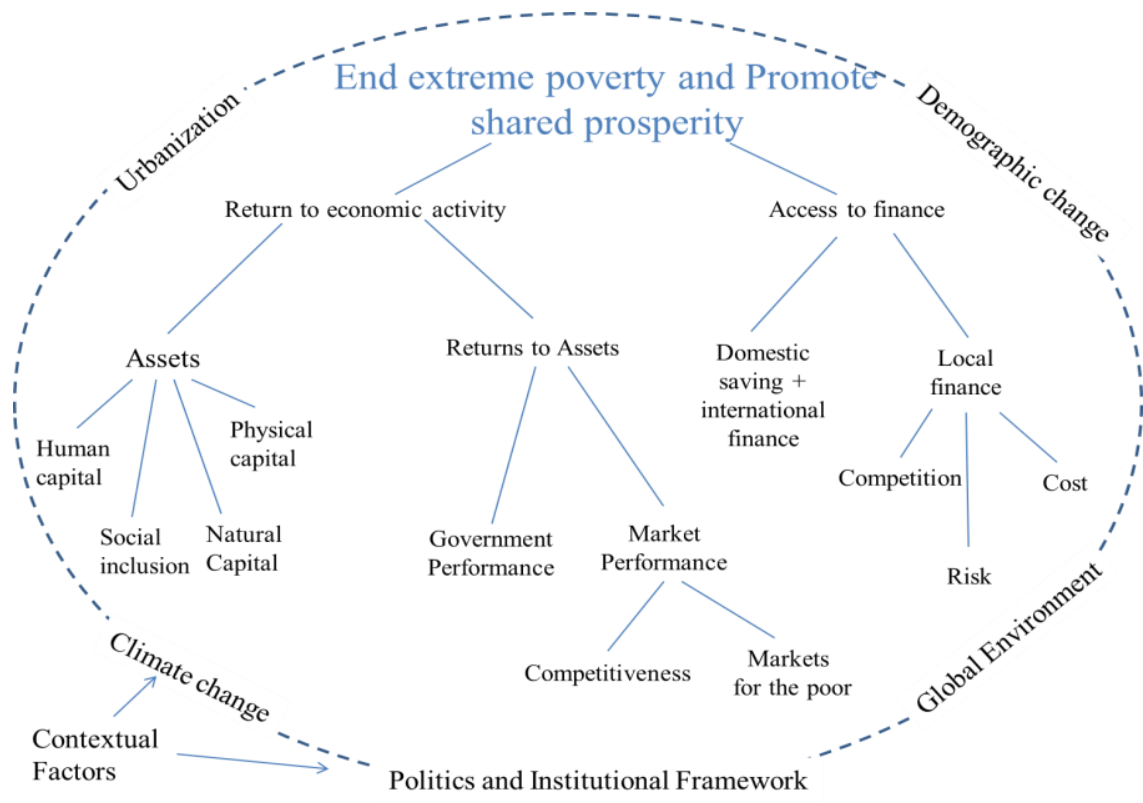 End extreme poverty and Promote
shared prosperity
Urbanization
Demographic change
Return to economic activity
Access to finance
Assets
Returns to Assets
Domestic
saving +
international
finance
Local
finance
Human
capital
Physical
capital
Social
inclusion
Natural
Capital
Government
Performance
Market
Performance
Competition
Cost
Risk
Competitiveness
Markets
for the poor
Climate change
Global Environment
Contextual
Factors
Politics and Institutional Framework